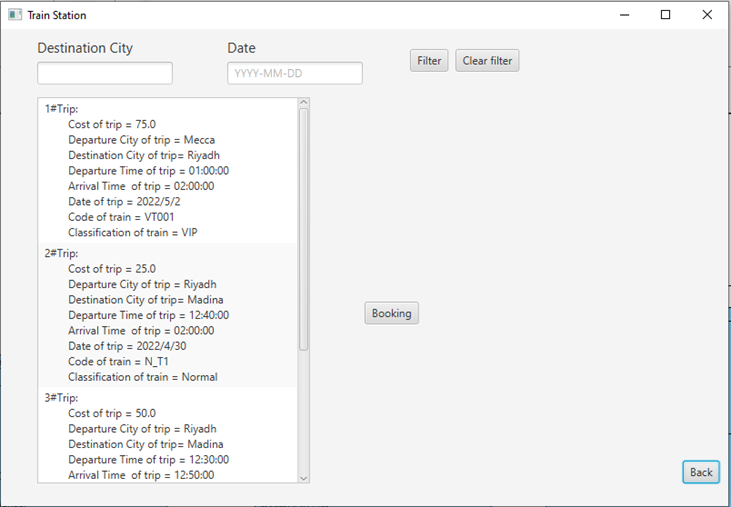 Train Station
Destination City
Date
YYYY-MM-DD
Filter
Clear filter
1#Trip:
Cost of trip = 75.0
Departure City of trip = Mecca
Destination City of trip= Riyadh
Departure Time of trip = 01:00:00
Arrival Time  of trip = 02:00:00
Date of trip = 2022/5/2
Code of train = VT001
Classification of train = VIP
2#Trip:
Cost of trip = 25.0
Departure City of trip = Riyadh
Destination City of trip= Madina
Departure Time of trip = 12:40:00
Arrival Time  of trip = 02:00:00
Date of trip = 2022/4/30
Code of train = N_T1
Classification of train = Normal
3#Trip:
Cost of trip = 50.0
Departure City of trip = Riyadh
Destination City of trip= Madina
Departure Time of trip = 12:30:00
Arrival Time  of trip = 12:50:00
Booking
Back